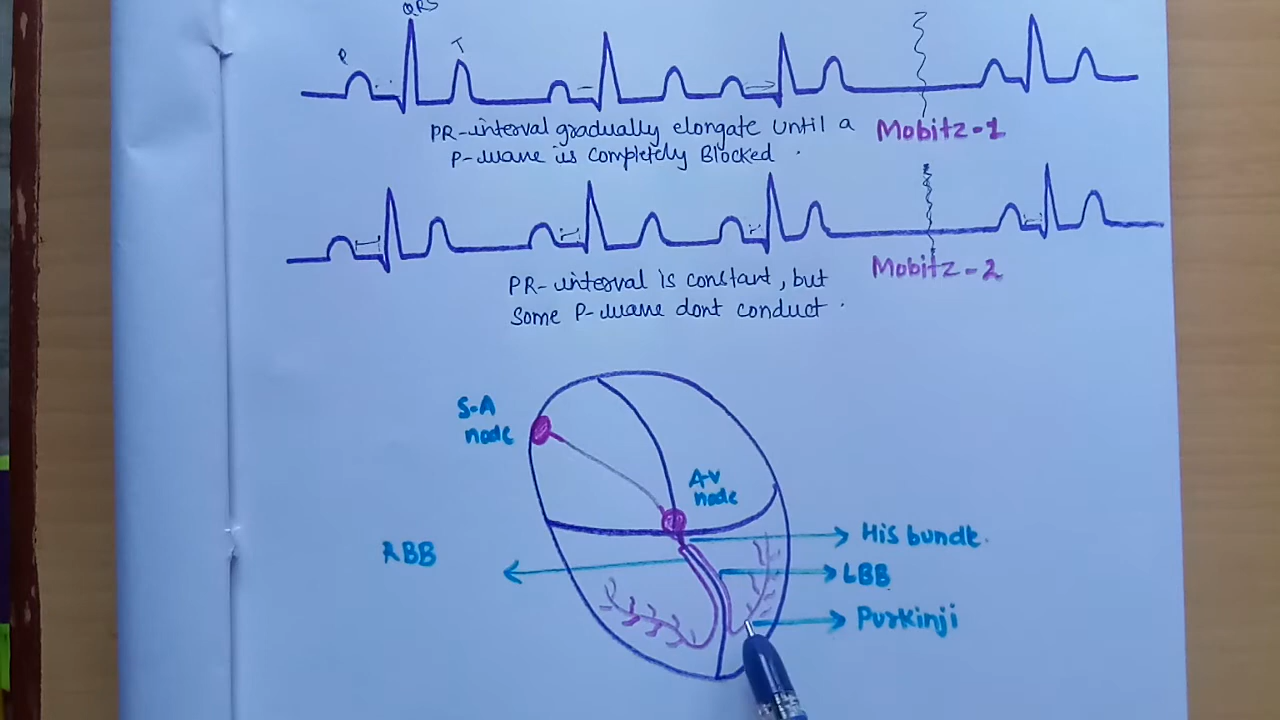 QRS
P
T
PR-interval gradually elongate until a
P-wave is completely Blocked.
Mobitz-1
PR-interval is constant, but
some P-wave dont conduct.
Mobitz-2
S-A
node
A-V
node
His bundle.
RBB
LBB
Purkinji